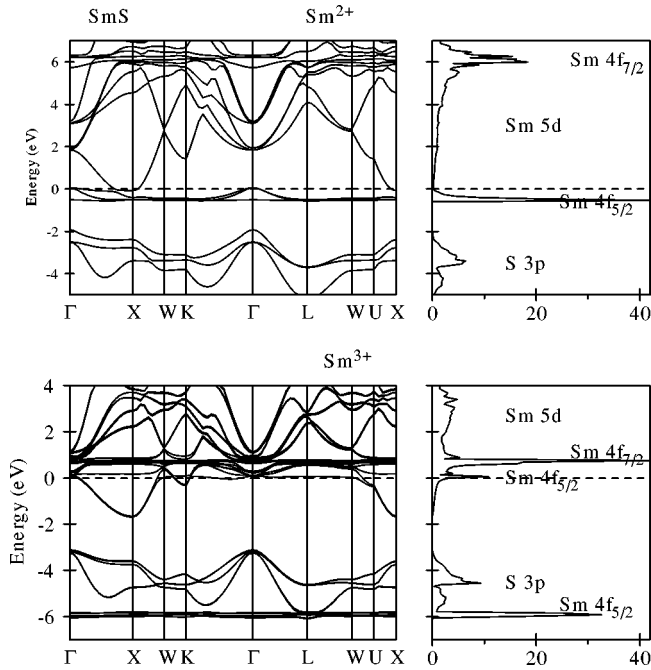 SmS Sm2+
6
4
2
0
-2
-4
Energy (eV)
Γ X W K Γ L W U X
Sm 4f7/2
Sm 5d
Sm 4f5/2
S 3p
0 20 40
Sm3+
4
2
0
-2
-4
-6
Energy (eV)
Γ X W K Γ L W U X
Sm 5d
Sm 4f7/2
Sm 4f5/2
S 3p
Sm 4f5/2
0 20 40